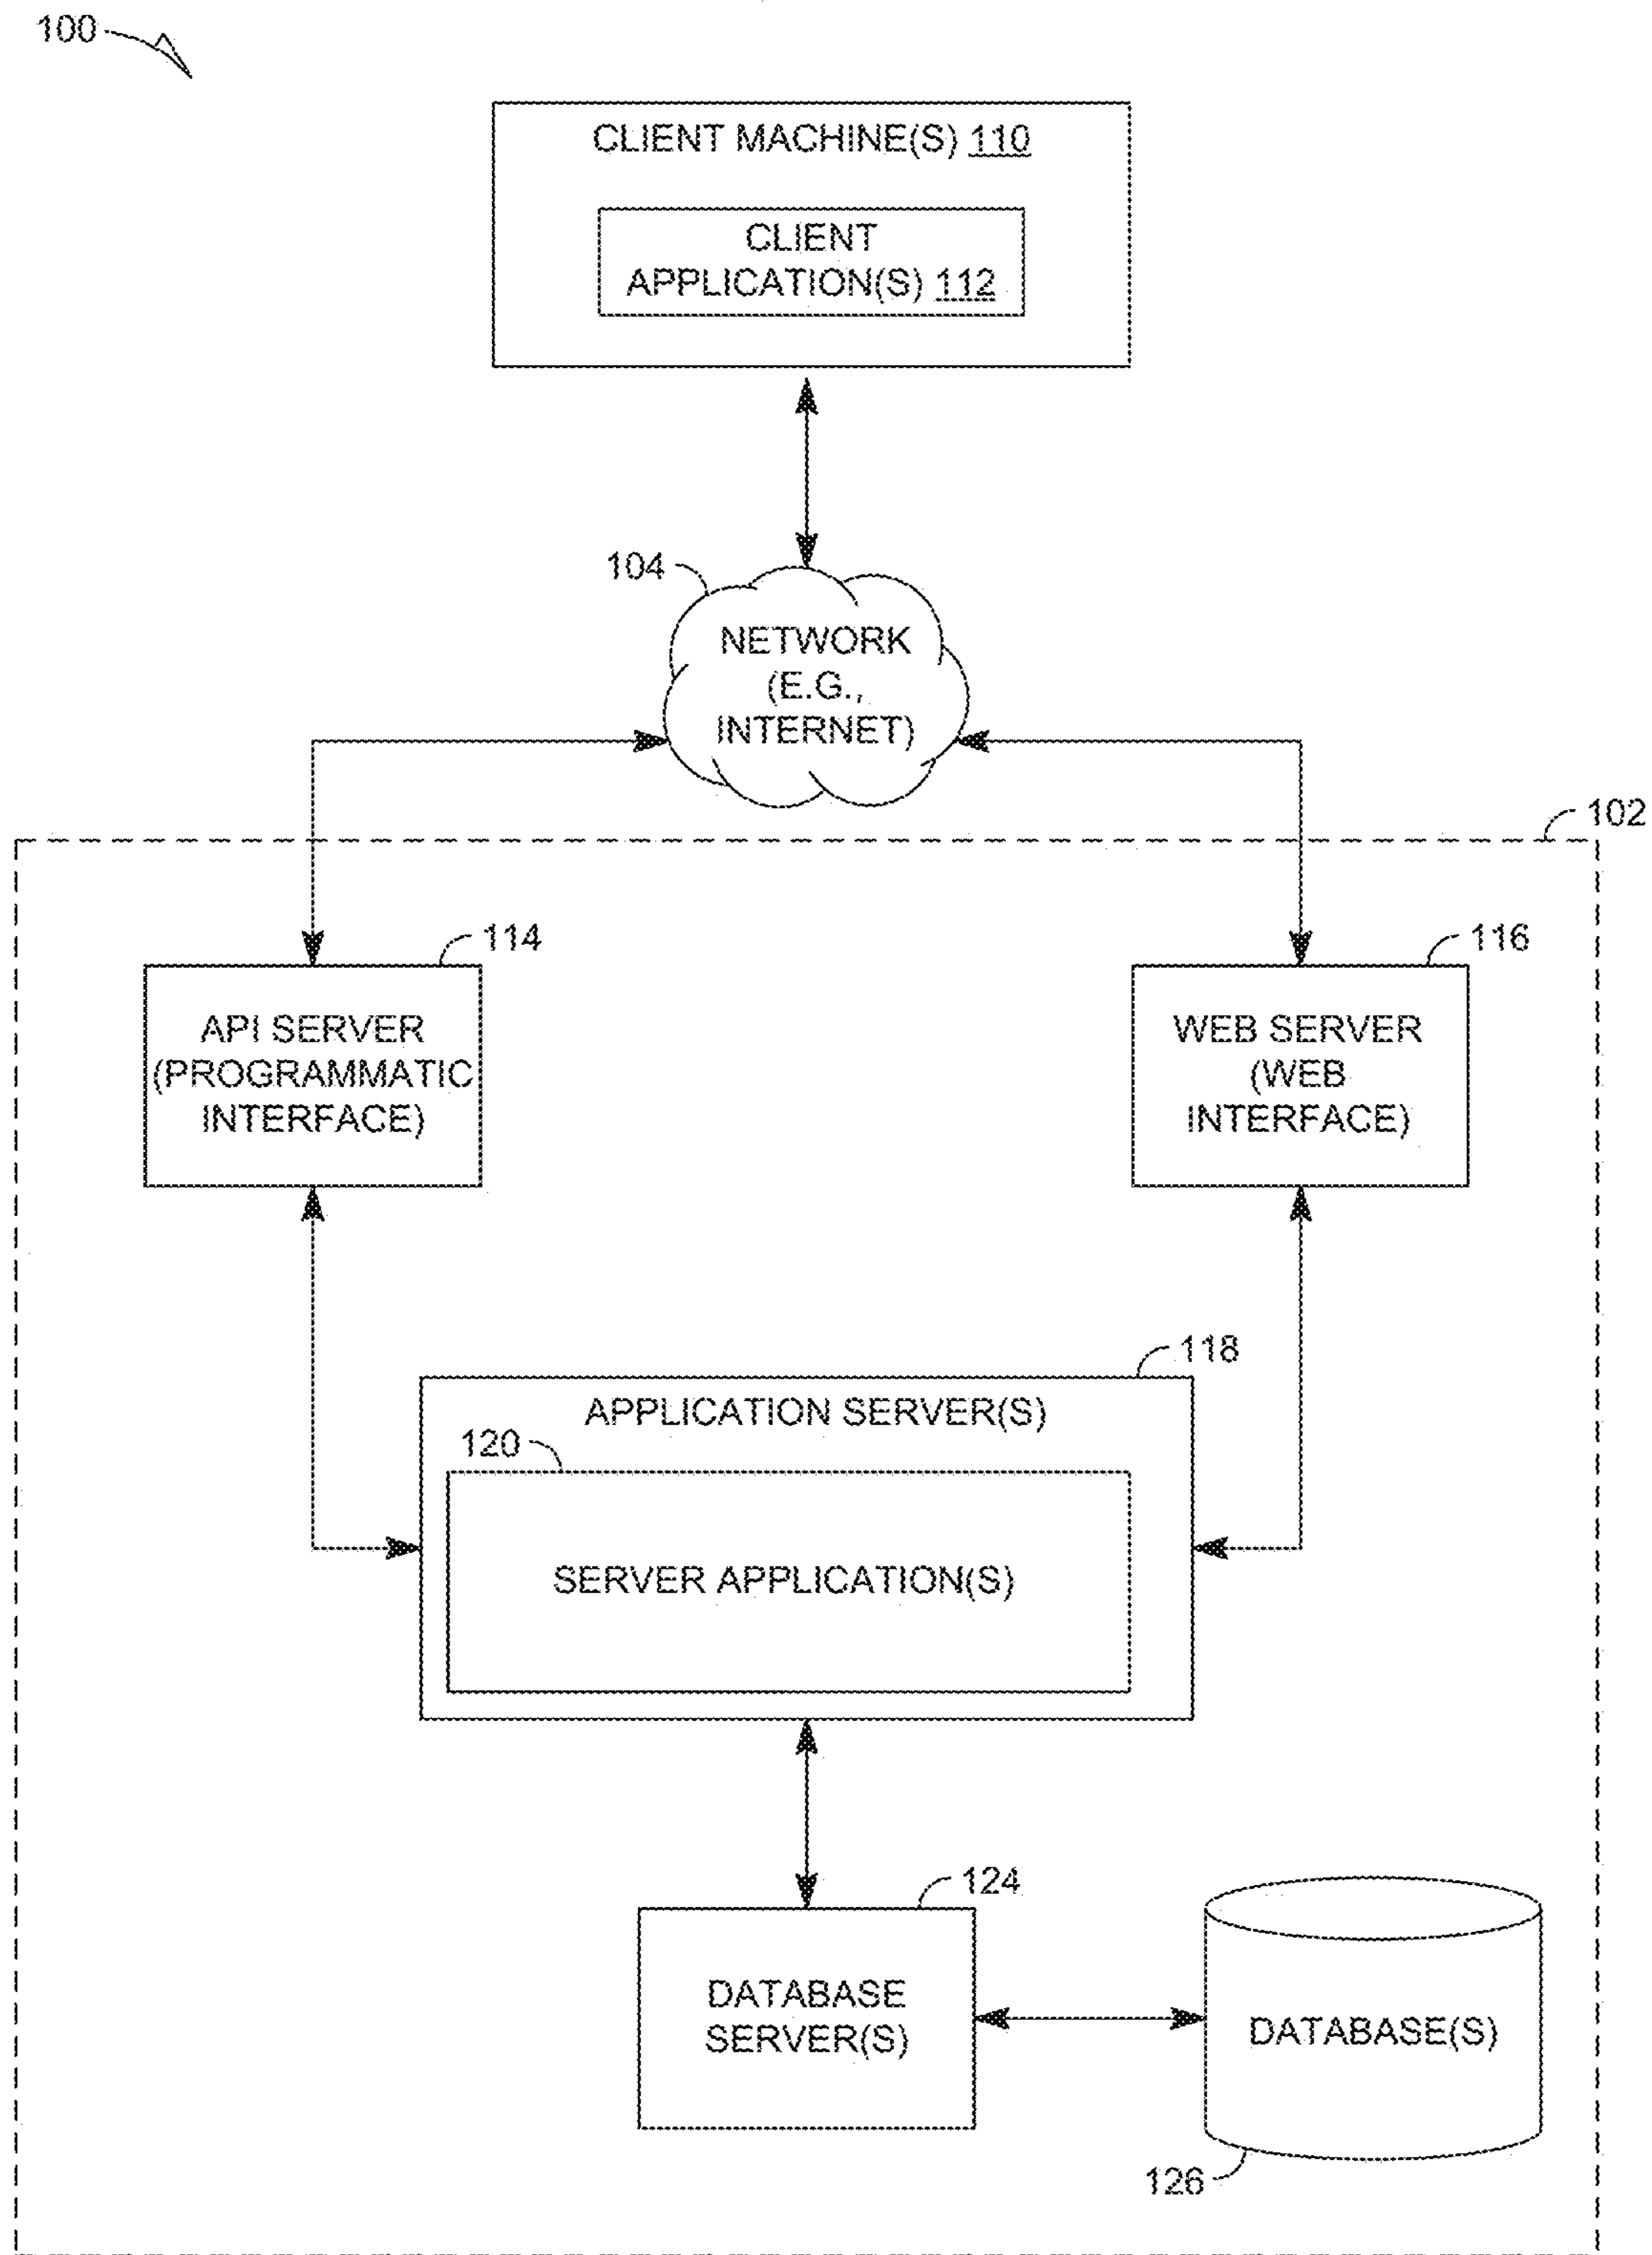 100
CLIENT MACHINE(S) 110
CLIENT
APPLICATION(S) 112
104
NETWORK
(E.G.,
INTERNET)
102
114
API SERVER
(PROGRAMMATIC
INTERFACE)
116
WEB SERVER
(WEB
INTERFACE)
118
APPLICATION SERVER(S)
120
SERVER APPLICATION(S)
124
DATABASE
SERVER(S)
DATABASE(S)
126